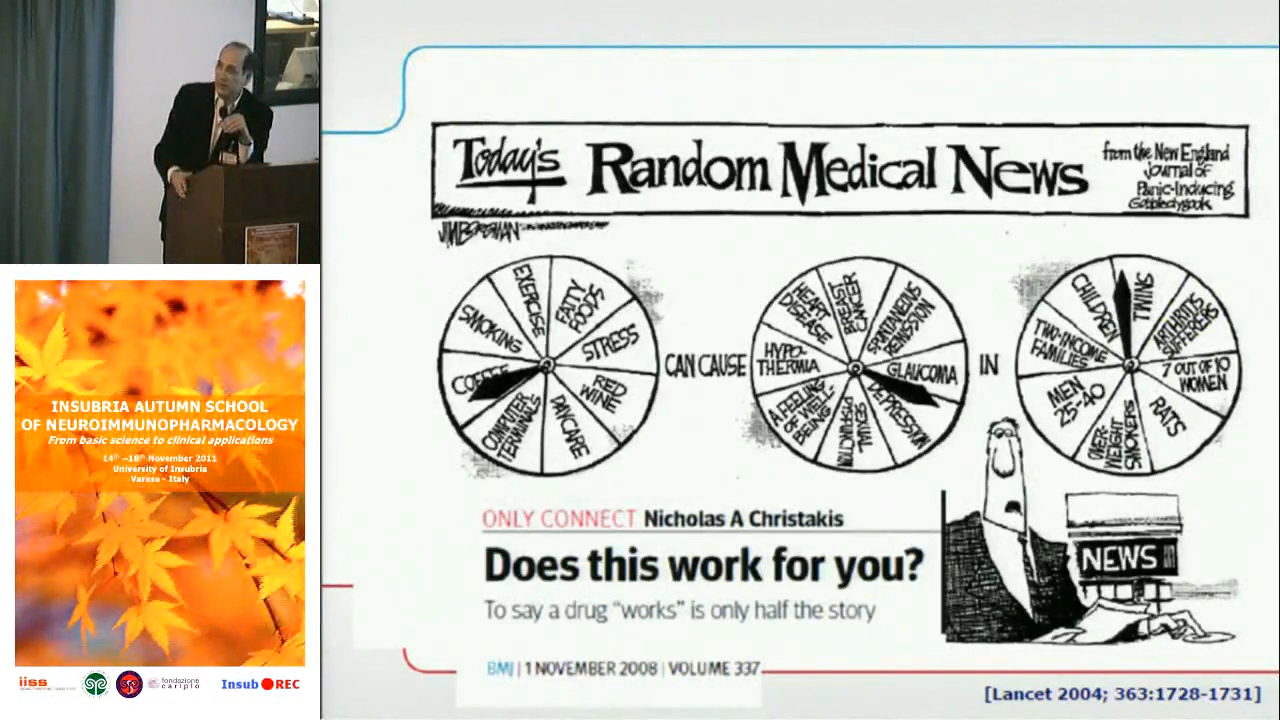 Today's
Random Medical News
from the New England
Journal of
Panic-Inducing
Gobbledygook
EXERCISE
FATTY
FOODS
STRESS
RED
WINE
DAYCARE
COMPUTER
TERMINALS
COFFEE
SMOKING
CAN CAUSE
HEART
DISEASE
BREAST
CANCER
SPONTANEOUS
REMISSION
GLAUCOMA
DEPRESSION
SEXUAL
DYSFUNCTION
A FEELING
OF WELL-
BEING
HYPO-
THERMIA
IN
CHILDREN
TWINS
ARTHRITIS
SUFFERERS
7 OUT OF 10
WOMEN
RATS
OVER-
WEIGHT
SMOKERS
MEN
25-40
TWO-INCOME
FAMILIES
NEWS
ONLY CONNECT Nicholas A Christakis
Does this work for you?
To say a drug "works" is only half the story
BMJ | 1 NOVEMBER 2008 | VOLUME 337
[Lancet 2004; 363:1728-1731]
INSUBRIA AUTUMN SCHOOL
OF NEUROIMMUNOPHARMACOLOGY
From basic science to clinical applications
14th –18th November 2011
University of Insubria
Varese - Italy
iiss
fondazione
cariplo
Insub REC